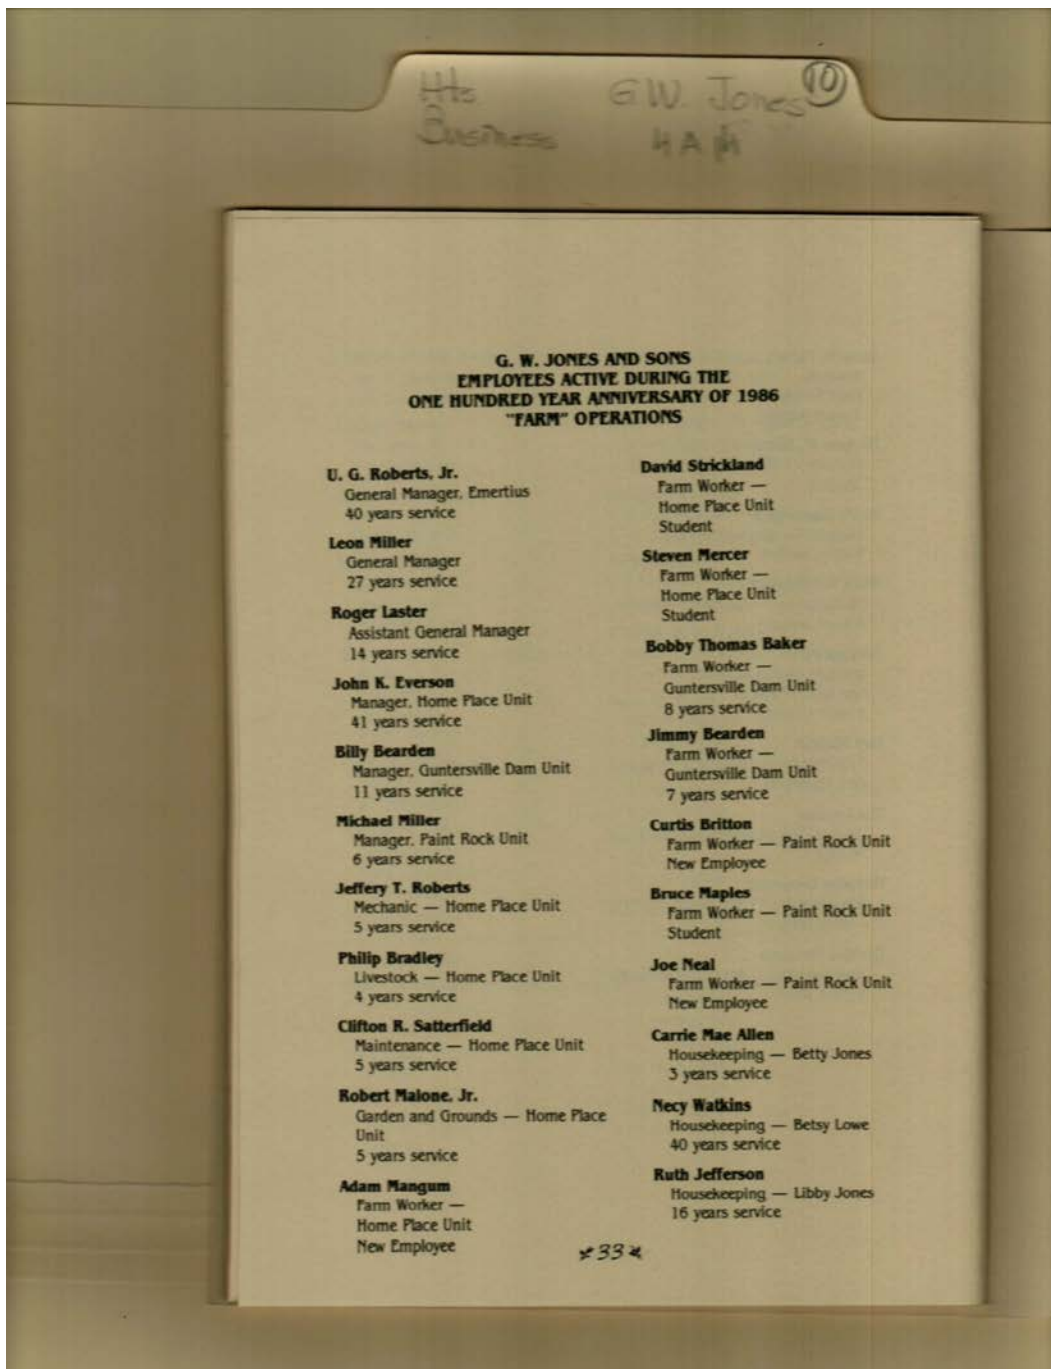 Hts G.W. Jones 10
Business
G. W. JONES AND SONS
EMPLOYEES ACTIVE DURING THE
ONE HUNDRED YEAR ANNIVERSARY OF 1986
"FARM" OPERATIONS
U. G. Roberts, Jr.
General Manager, Emertius
40 years service
Leon Miller
General Manager
27 years service
Roger Laster
Assistant General Manager
14 years service
John K. Everson
Manager, Home Place Unit
41 years service
Billy Bearden
Manager, Guntersville Dam Unit
11 years service
Michael Miller
Manager, Paint Rock Unit
6 years service
Jeffery T. Roberts
Mechanic — Home Place Unit
5 years service
Philip Bradley
Livestock — Home Place Unit
4 years service
Clifton R. Satterfield
Maintenance — Home Place Unit
5 years service
Robert Malone, Jr.
Garden and Grounds — Home Place
Unit
5 years service
Adam Mangum
Farm Worker —
Home Place Unit
New Employee
David Strickland
Farm Worker —
Home Place Unit
Student
Steven Mercer
Farm Worker —
Home Place Unit
Student
Bobby Thomas Baker
Farm Worker —
Guntersville Dam Unit
8 years service
Jimmy Bearden
Farm Worker —
Guntersville Dam Unit
7 years service
Curtis Britton
Farm Worker — Paint Rock Unit
New Employee
Bruce Maples
Farm Worker — Paint Rock Unit
Student
Joe Neal
Farm Worker — Paint Rock Unit
New Employee
Carrie Mae Allen
Housekeeping — Betty Jones
3 years service
Necy Watkins
Housekeeping — Betsy Lowe
40 years service
Ruth Jefferson
Housekeeping — Libby Jones
16 years service
33